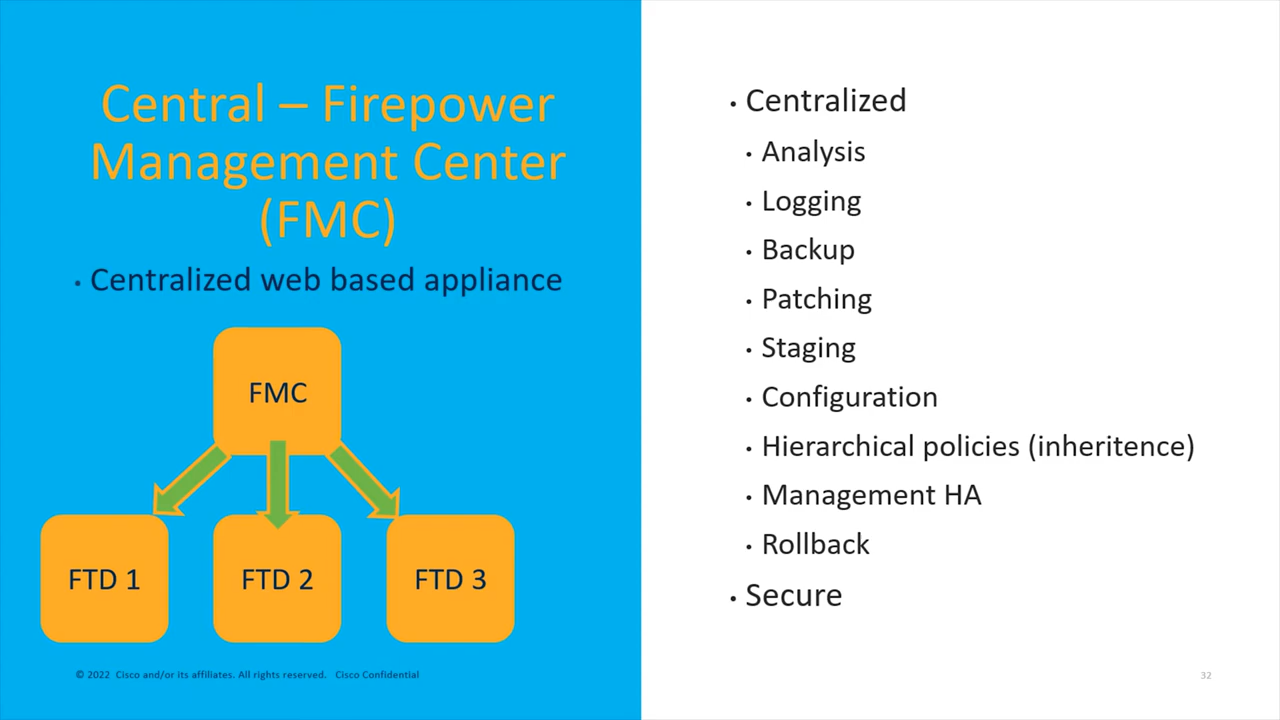 Central – Firepower
Management Center
(FMC)
• Centralized web based appliance
FMC
FTD 1
FTD 2
FTD 3
© 2022 Cisco and/or its affiliates. All rights reserved. Cisco Confidential
• Centralized
• Analysis
• Logging
• Backup
• Patching
• Staging
• Configuration
• Hierarchical policies (inheritence)
• Management HA
• Rollback
• Secure
32